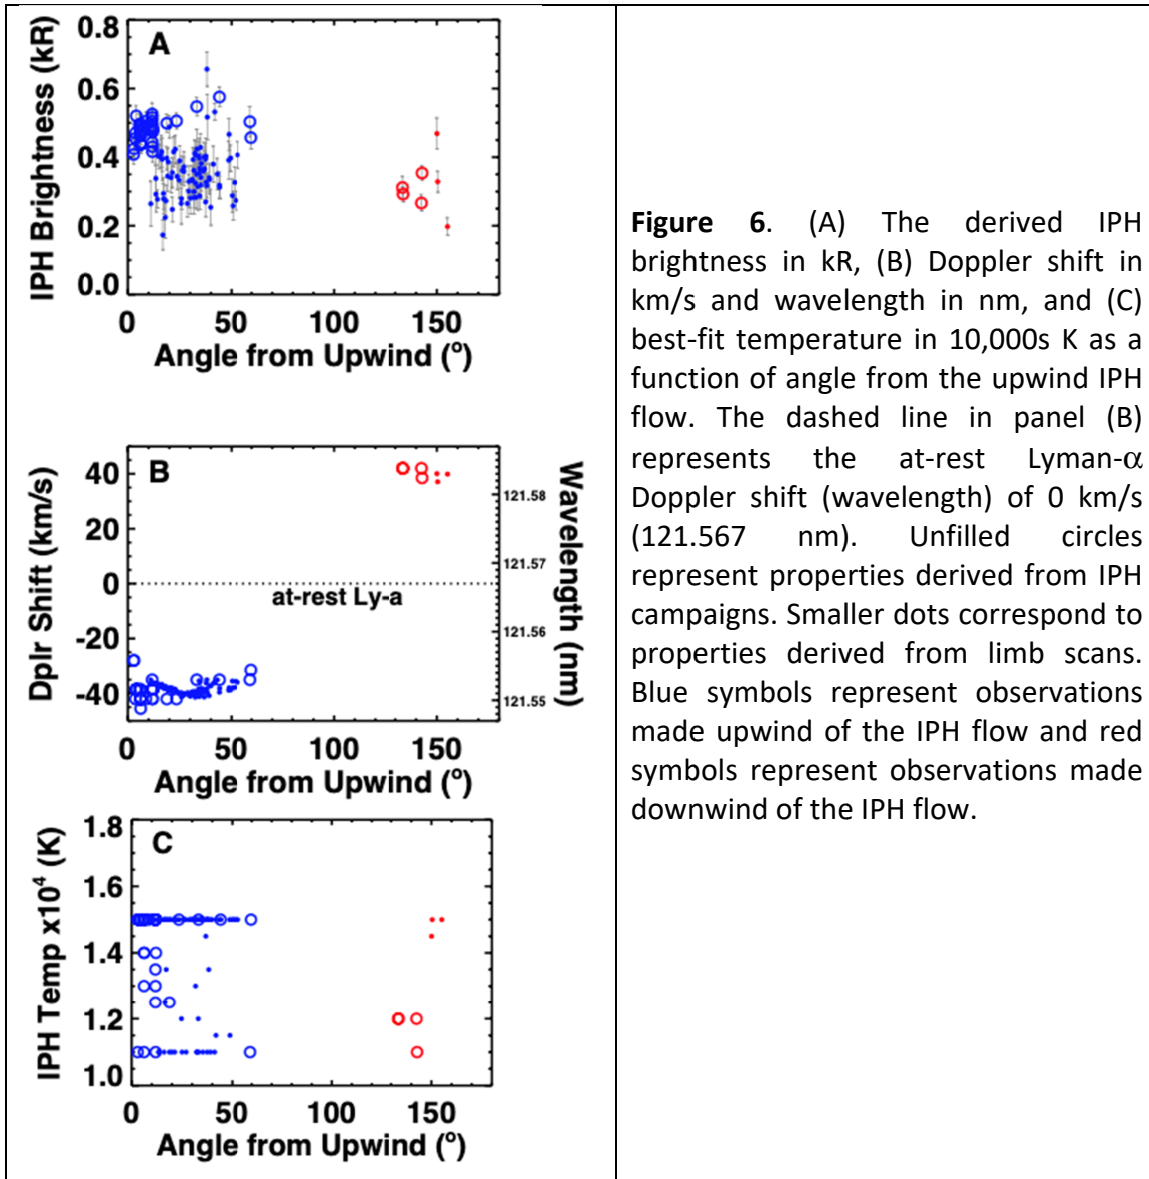 A
IPH Brightness (kR)
0.8
0.6
0.4
0.2
0.0
0 50 100 150
Angle from Upwind (°)
B
Dplr Shift (km/s)
40
20
0
-20
-40
at-rest Ly-a
Wavelength (nm)
121.58
121.57
121.56
121.55
0 50 100 150
Angle from Upwind (°)
C
IPH Temp x10⁴ (K)
1.8
1.6
1.4
1.2
1.0
0 50 100 150
Angle from Upwind (°)
Figure 6. (A) The derived IPH
brightness in kR, (B) Doppler shift in
km/s and wavelength in nm, and (C)
best-fit temperature in 10,000s K as a
function of angle from the upwind IPH
flow. The dashed line in panel (B)
represents the at-rest Lyman-α
Doppler shift (wavelength) of 0 km/s
(121.567 nm). Unfilled circles
represent properties derived from IPH
campaigns. Smaller dots correspond to
properties derived from limb scans.
Blue symbols represent observations
made upwind of the IPH flow and red
symbols represent observations made
downwind of the IPH flow.